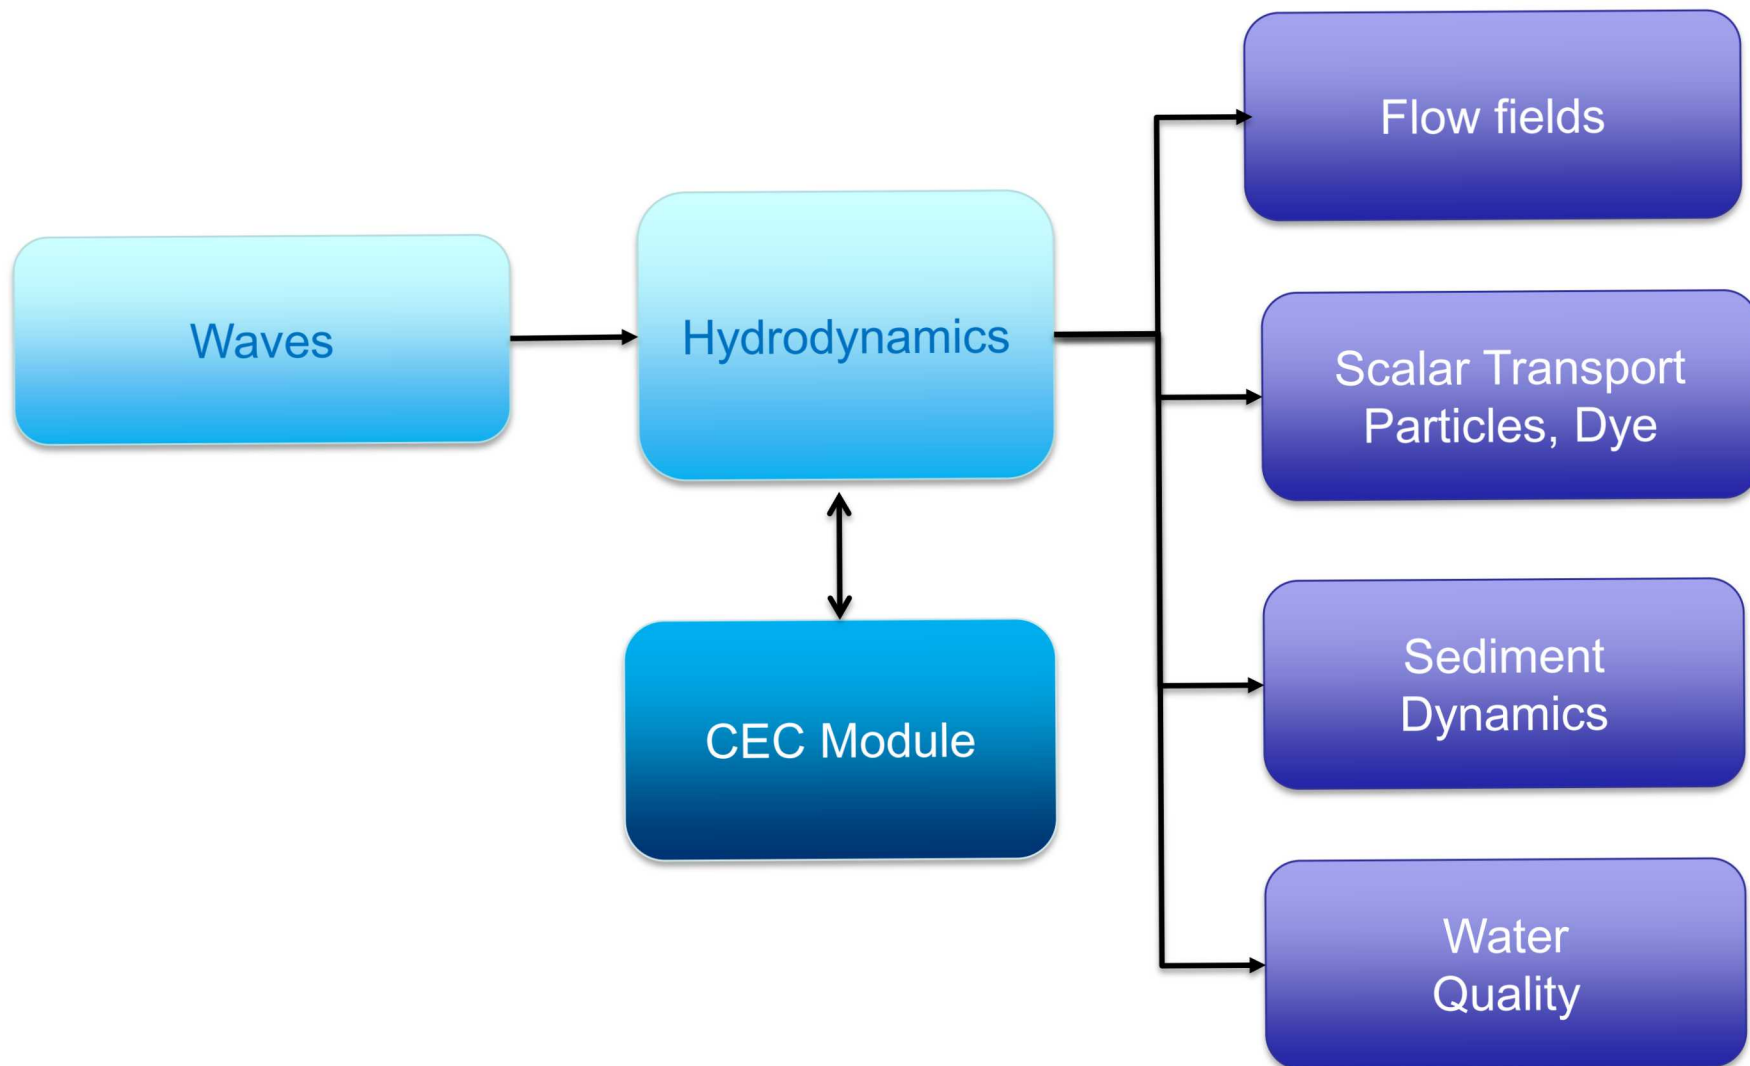 Flow fields
Waves
Hydrodynamics
Scalar Transport
Particles, Dye
CEC Module
Sediment
Dynamics
Water
Quality